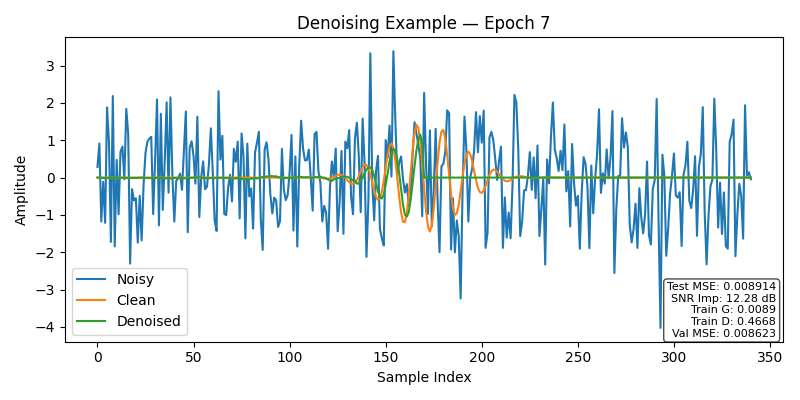 Denoising Example — Epoch 7
Amplitude
3
2
1
0
−1
−2
−3
−4
Noisy
Clean
Denoised
Test MSE: 0.008914
SNR Imp: 12.28 dB
Train G: 0.0089
Train D: 0.4668
Val MSE: 0.008623
0 50 100 150 200 250 300 350
Sample Index